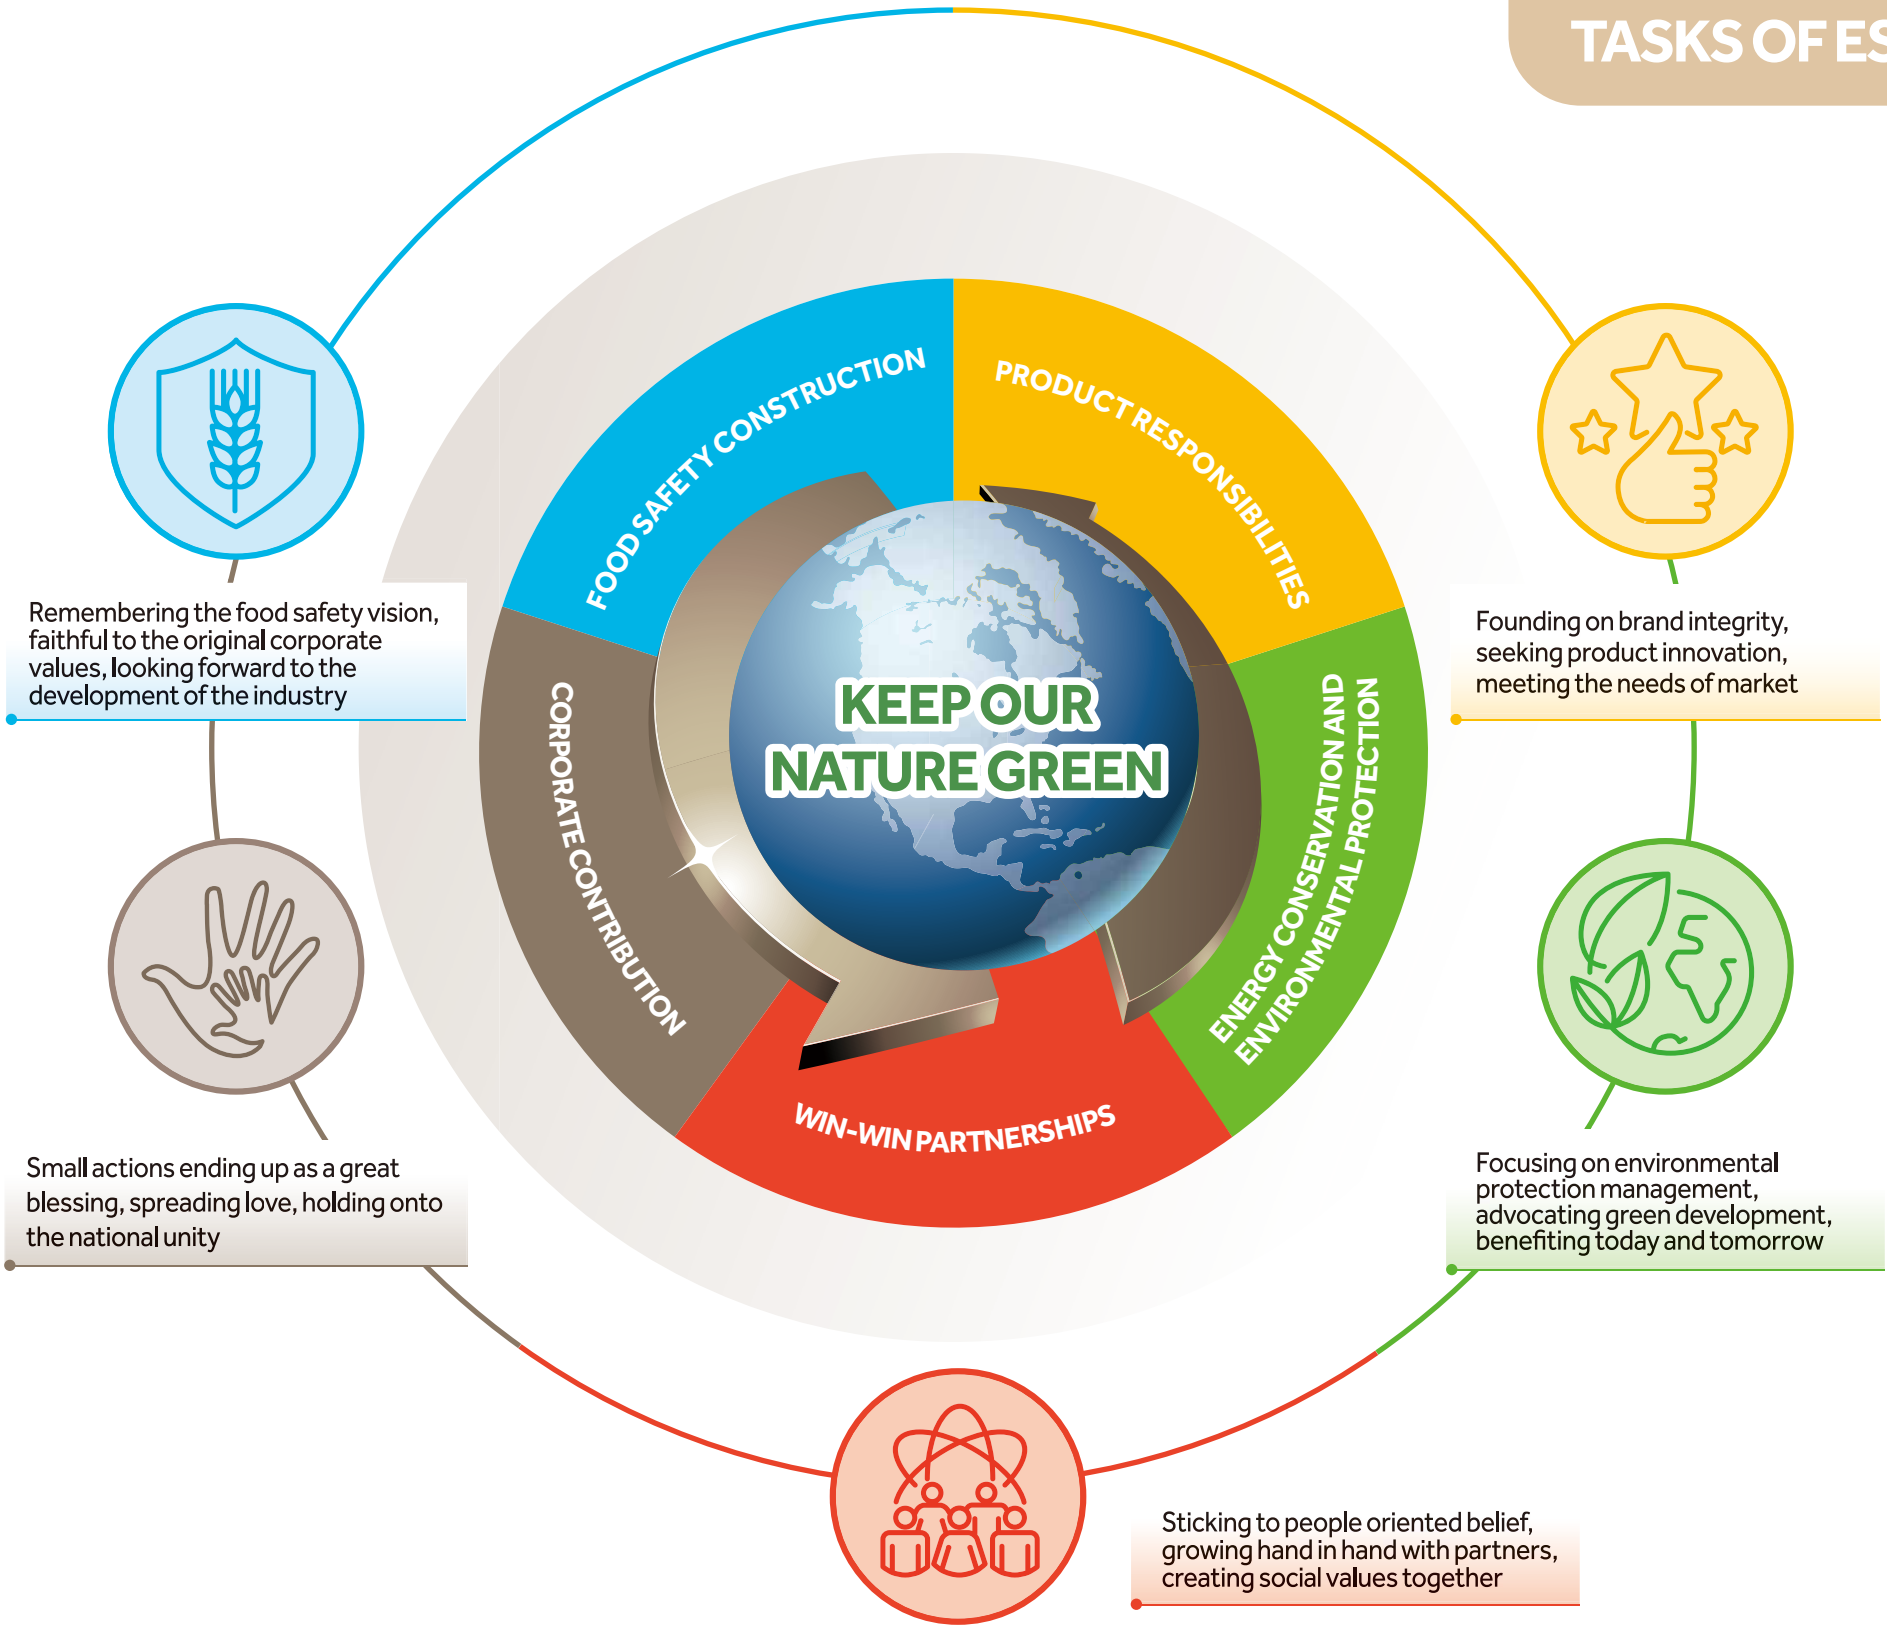 TASKS OF ES
FOOD SAFETY CONSTRUCTION
PRODUCT RESPONSIBILITIES
Remembering the food safety vision,
faithful to the original corporate
values, looking forward to the
development of the industry
Founding on brand integrity,
seeking product innovation,
meeting the needs of market
KEEP OUR
NATURE GREEN
CORPORATE CONTRIBUTION
ENERGY CONSERVATION AND
ENVIRONMENTAL PROTECTION
WIN-WIN PARTNERSHIPS
Small actions ending up as a great
blessing, spreading love, holding onto
the national unity
Focusing on environmental
protection management,
advocating green development,
benefiting today and tomorrow
Sticking to people oriented belief,
growing hand in hand with partners,
creating social values together